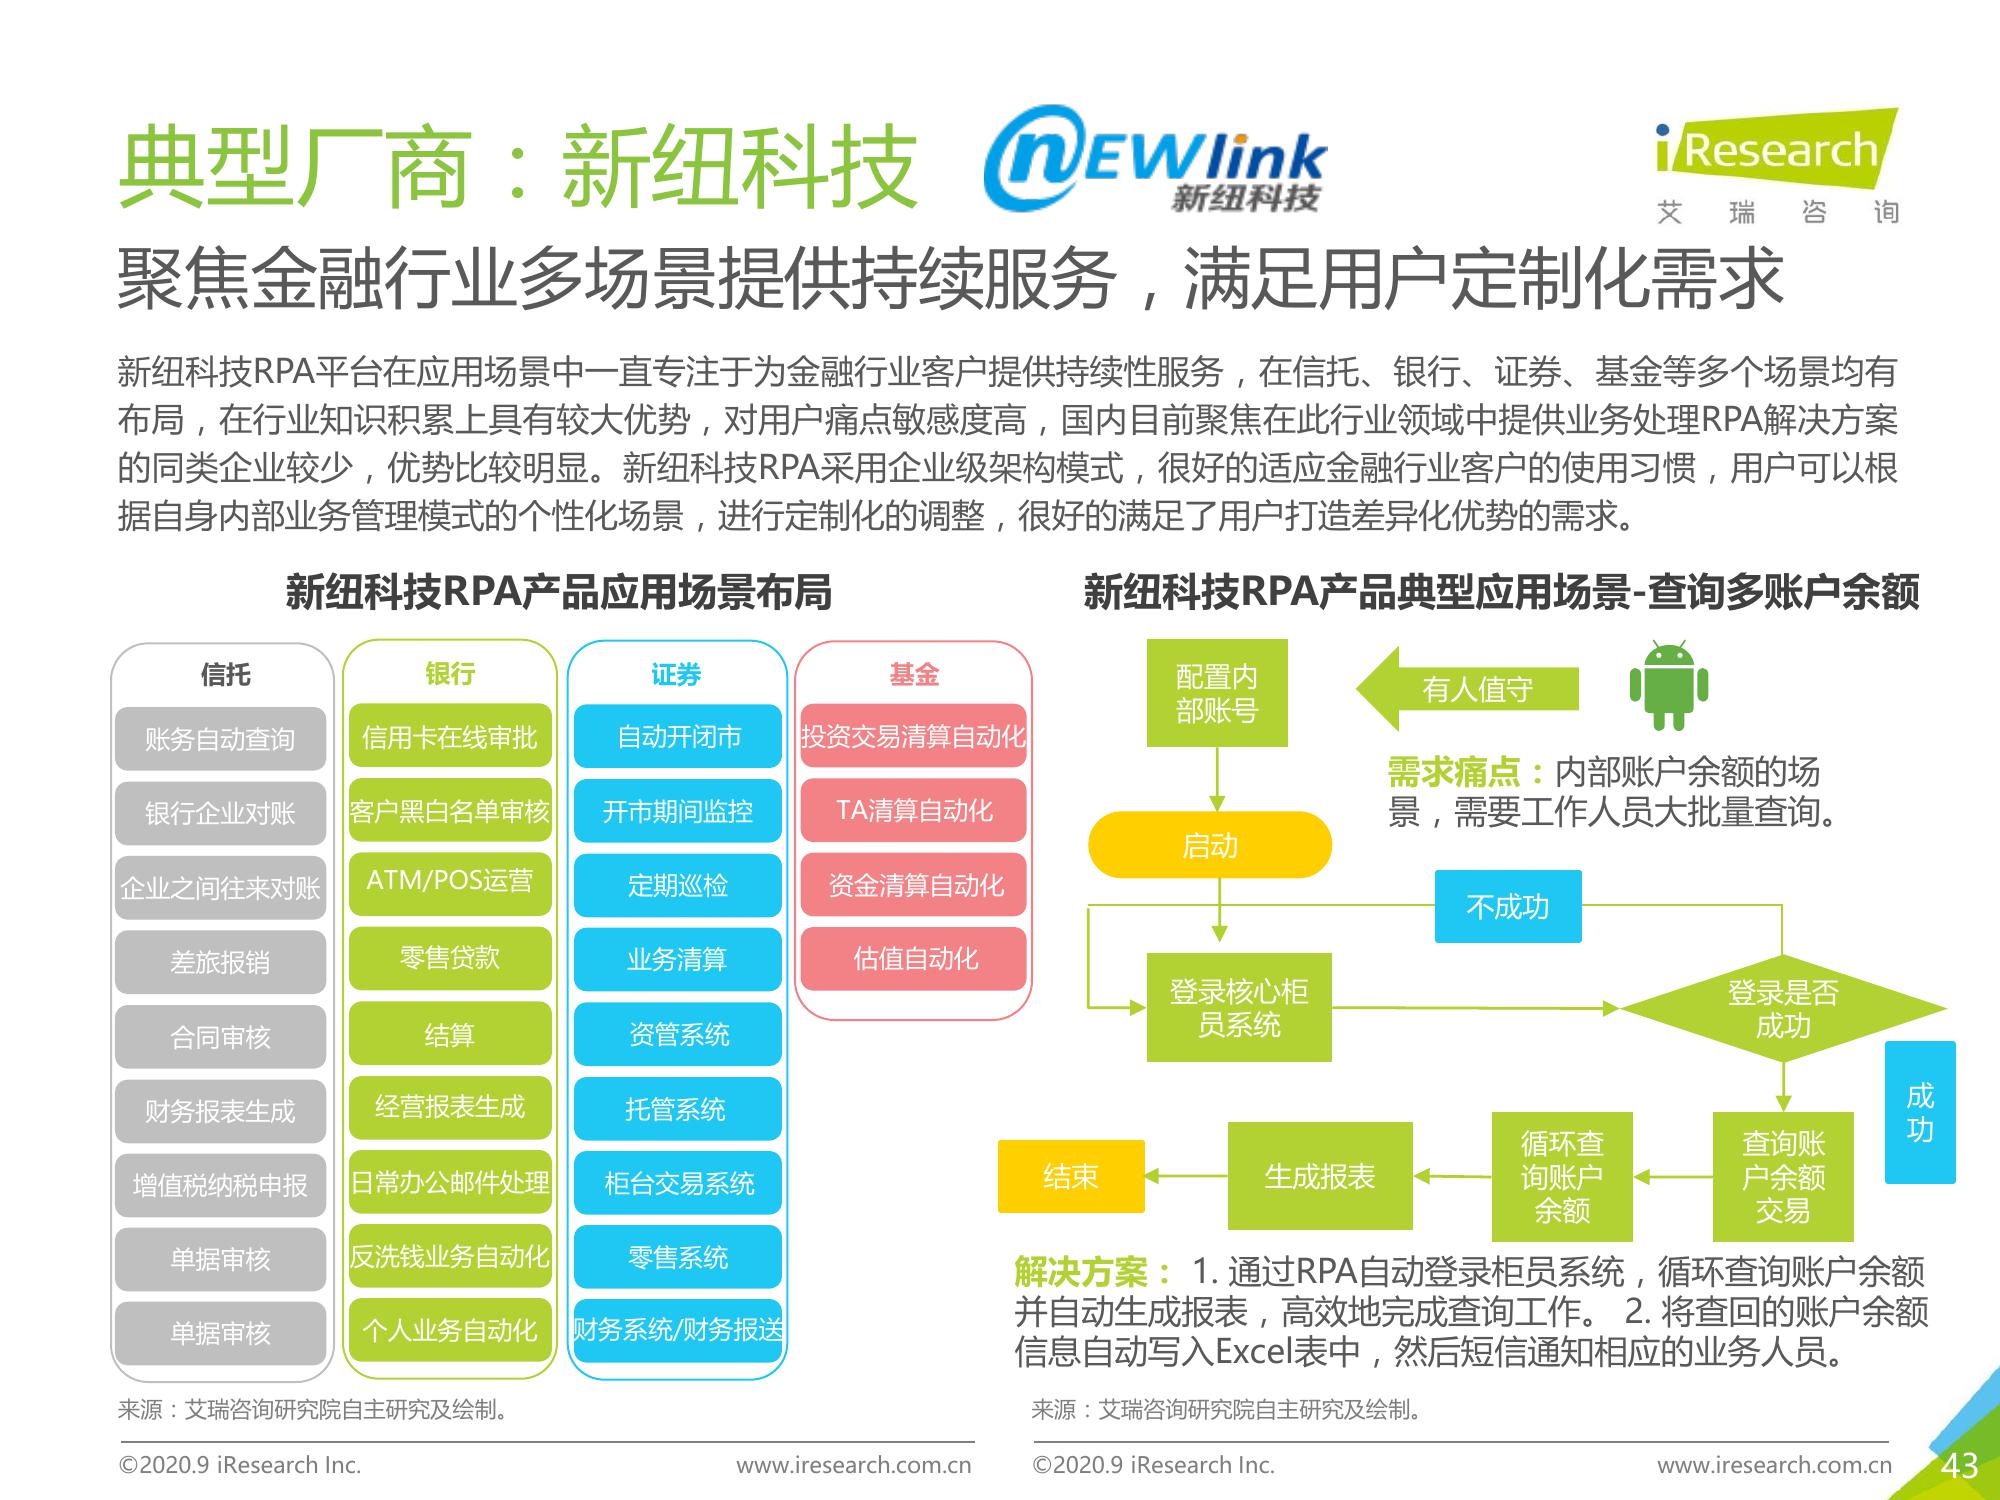 典型厂商：新纽科技
nEWlink
新纽科技
iResearch
艾 瑞 咨 询
聚焦金融行业多场景提供持续服务，满足用户定制化需求
新纽科技RPA平台在应用场景中一直专注于为金融行业客户提供持续性服务，在信托、银行、证券、基金等多个场景均有
布局，在行业知识积累上具有较大优势，对用户痛点敏感度高，国内目前聚焦在此行业领域中提供业务处理RPA解决方案
的同类企业较少，优势比较明显。新纽科技RPA采用企业级架构模式，很好的适应金融行业客户的使用习惯，用户可以根
据自身内部业务管理模式的个性化场景，进行定制化的调整，很好的满足了用户打造差异化优势的需求。
新纽科技RPA产品应用场景布局
信托
账务自动查询
银行企业对账
企业之间往来对账
差旅报销
合同审核
财务报表生成
增值税纳税申报
单据审核
单据审核
银行
信用卡在线审批
客户黑白名单审核
ATM/POS运营
零售贷款
结算
经营报表生成
日常办公邮件处理
反洗钱业务自动化
个人业务自动化
证券
自动开闭市
开市期间监控
定期巡检
业务清算
资管系统
托管系统
柜台交易系统
零售系统
财务系统/财务报送
基金
投资交易清算自动化
TA清算自动化
资金清算自动化
估值自动化
来源：艾瑞咨询研究院自主研究及绘制。
新纽科技RPA产品典型应用场景-查询多账户余额
配置内
部账号
有人值守
需求痛点：内部账户余额的场
景，需要工作人员大批量查询。
启动
不成功
登录核心柜
员系统
登录是否
成功
成
功
查询账
户余额
交易
循环查
询账户
余额
生成报表
结束
解决方案： 1. 通过RPA自动登录柜员系统，循环查询账户余额
并自动生成报表，高效地完成查询工作。 2. 将查回的账户余额
信息自动写入Excel表中，然后短信通知相应的业务人员。
来源：艾瑞咨询研究院自主研究及绘制。
©2020.9 iResearch Inc.
www.iresearch.com.cn
©2020.9 iResearch Inc.
www.iresearch.com.cn
43